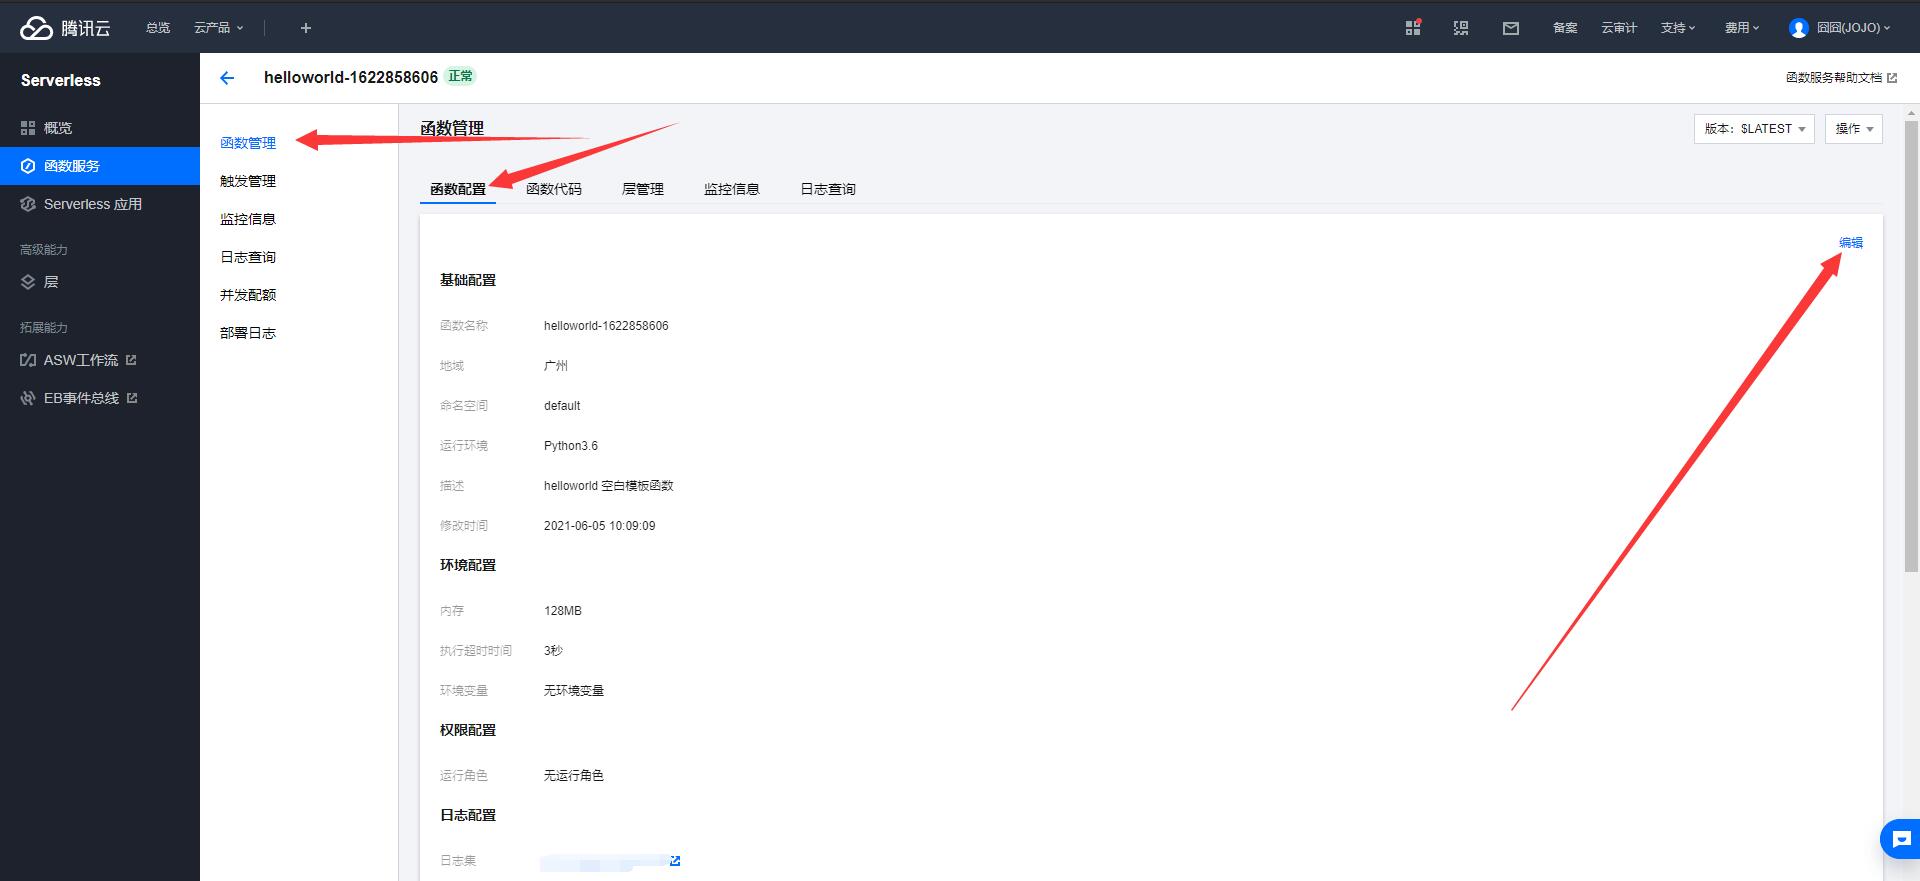 腾讯云 总览 云产品 + 备案 云审计 支持 费用 囧囧(JOJO)
Serverless
概览
函数服务
Serverless 应用
高级能力
层
拓展能力
ASW工作流
EB事件总线
helloworld-1622858606 正常 函数服务帮助文档
函数管理
触发管理
监控信息
日志查询
并发配额
部署日志
函数管理 版本：$LATEST 操作
函数配置 函数代码 层管理 监控信息 日志查询
编辑
基础配置
函数名称 helloworld-1622858606
地域 广州
命名空间 default
运行环境 Python3.6
描述 helloworld 空白模板函数
修改时间 2021-06-05 10:09:09
环境配置
内存 128MB
执行超时时间 3秒
环境变量 无环境变量
权限配置
运行角色 无运行角色
日志配置
日志集